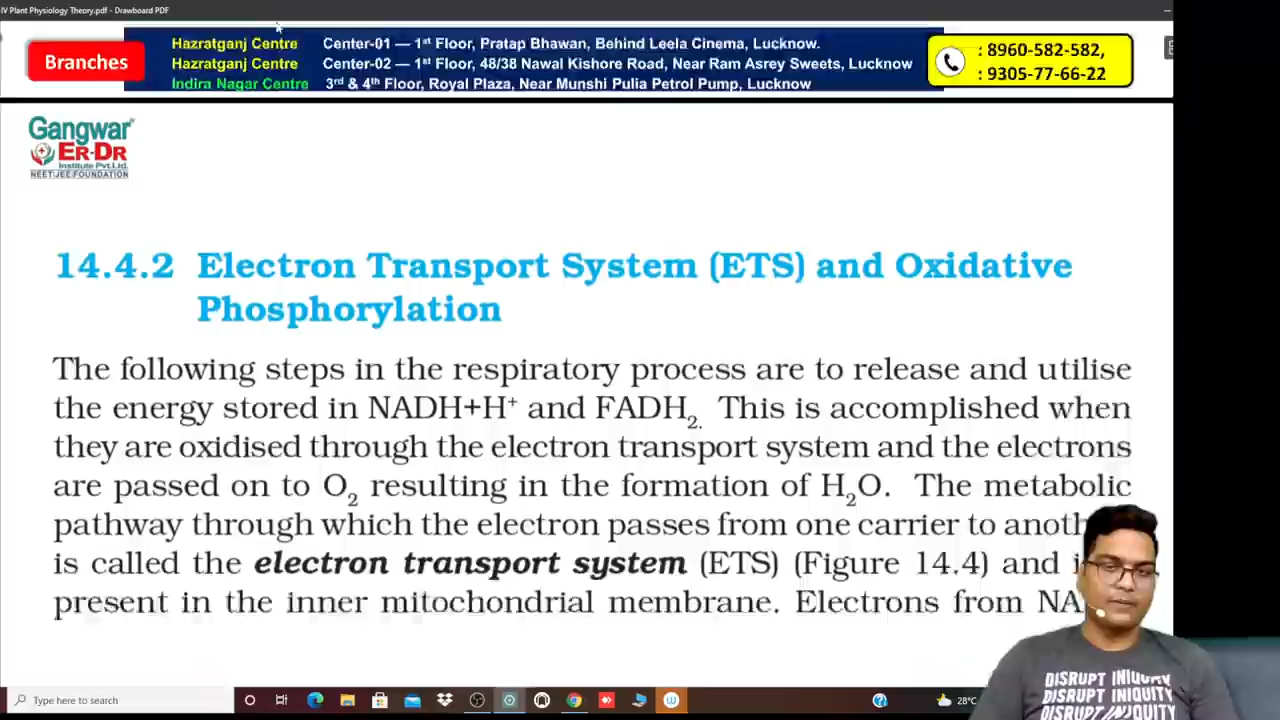 IV Plant Physiology Theory.pdf - Drawboard PDF
Branches
Hazratganj Centre Center-01 — 1st Floor, Pratap Bhawan, Behind Leela Cinema, Lucknow.
Hazratganj Centre Center-02 — 1st Floor, 48/38 Nawal Kishore Road, Near Ram Asrey Sweets, Lucknow
Indira Nagar Centre 3rd & 4th Floor, Royal Plaza, Near Munshi Pulia Petrol Pump, Lucknow
: 8960-582-582,
: 9305-77-66-22
Gangwar
ER-DR
Institute Pvt.Ltd.
NEET|JEE|FOUNDATION
14.4.2 Electron Transport System (ETS) and Oxidative
Phosphorylation
The following steps in the respiratory process are to release and utilise
the energy stored in NADH+H⁺ and FADH₂. This is accomplished when
they are oxidised through the electron transport system and the electrons
are passed on to O₂ resulting in the formation of H₂O. The metabolic
pathway through which the electron passes from one carrier to anoth
is called the electron transport system (ETS) (Figure 14.4) and i
present in the inner mitochondrial membrane. Electrons from NA
DISRUPT INIQUITY
DISRUPT INIQUITY
DISRUPT INIQUITY
Type here to search
28°C